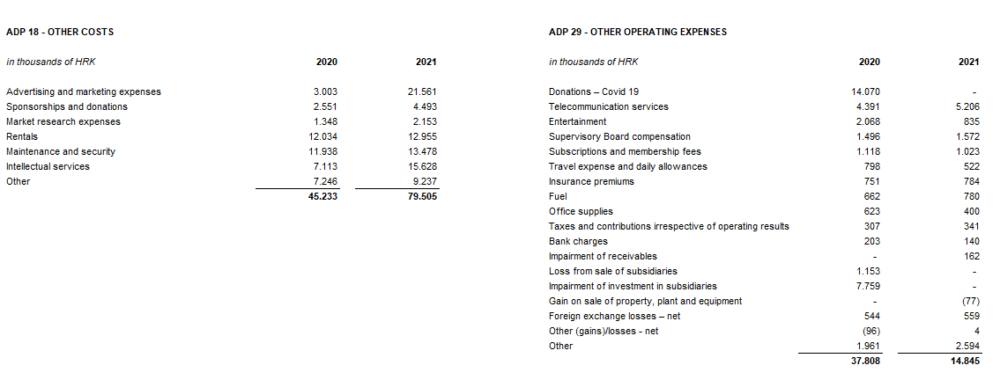 ADP 18 - OTHER COSTS
in thousands of HRK 2020 2021
Advertising and marketing expenses 3.003 21.561
Sponsorships and donations 2.551 4.493
Market research expenses 1.348 2.153
Rentals 12.034 12.955
Maintenance and security 11.938 13.478
Intellectual services 7.113 15.628
Other 7.246 9.237
45.233 79.505
ADP 29 - OTHER OPERATING EXPENSES
in thousands of HRK 2020 2021
Donations – Covid 19 14.070 -
Telecommunication services 4.391 5.206
Entertainment 2.068 835
Supervisory Board compensation 1.496 1.572
Subscriptions and membership fees 1.118 1.023
Travel expense and daily allowances 798 522
Insurance premiums 751 784
Fuel 662 780
Office supplies 623 400
Taxes and contributions irrespective of operating results 307 341
Bank charges 203 140
Impairment of receivables - 162
Loss from sale of subsidiaries 1.153 -
Impairment of investment in subsidiaries 7.759 -
Gain on sale of property, plant and equipment - (77)
Foreign exchange losses – net 544 559
Other (gains)/losses - net (96) 4
Other 1.961 2.594
37.808 14.845